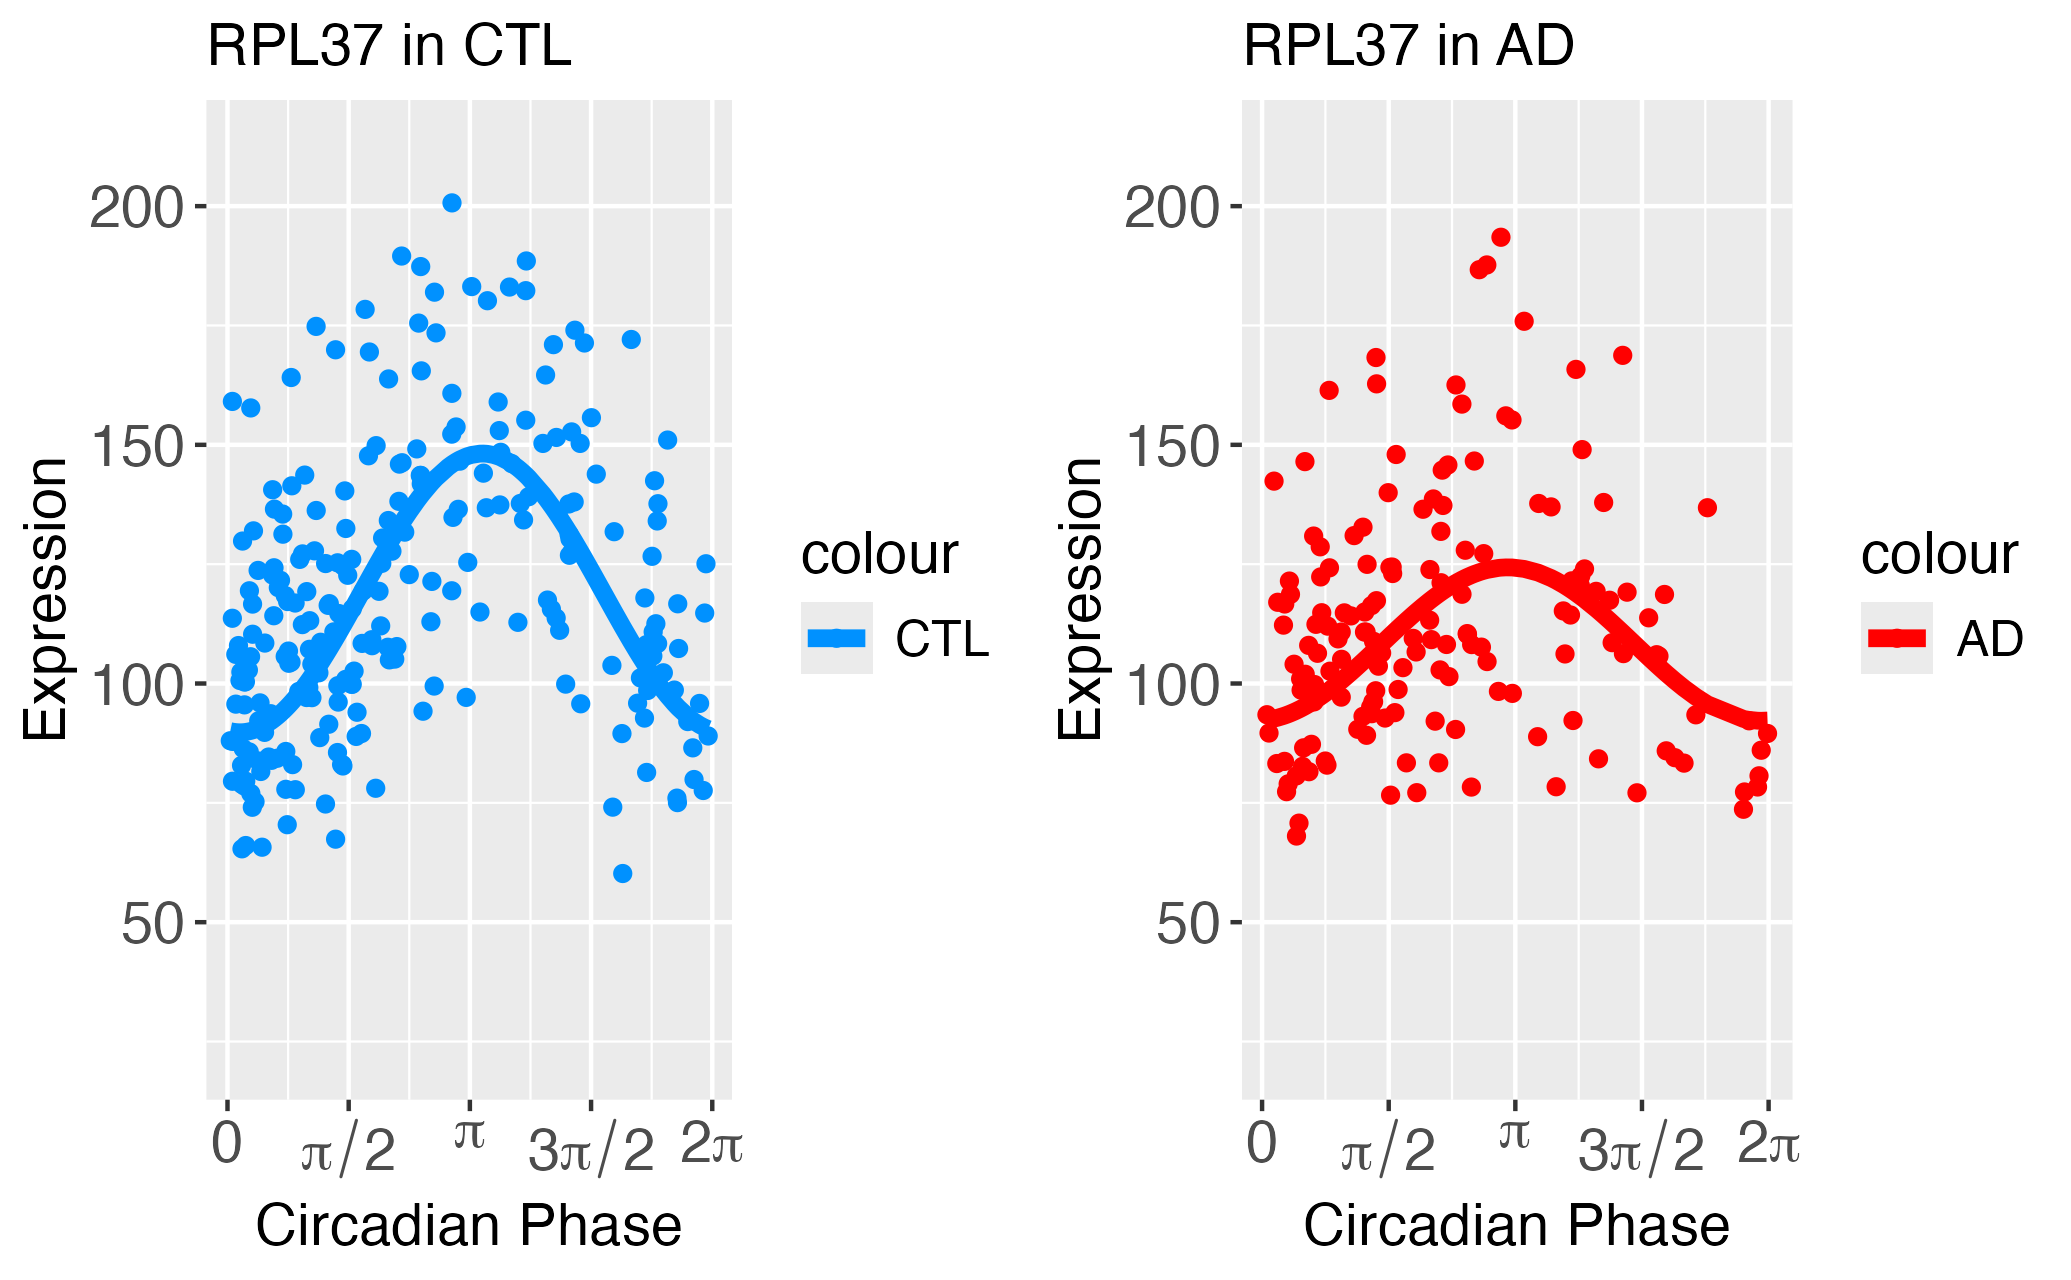 RPL37 in CTL
Expression
200
150
100
50
0
π/2
π
3π/2
2π
Circadian Phase
colour
CTL
RPL37 in AD
Expression
200
150
100
50
0
π/2
π
3π/2
2π
Circadian Phase
colour
AD